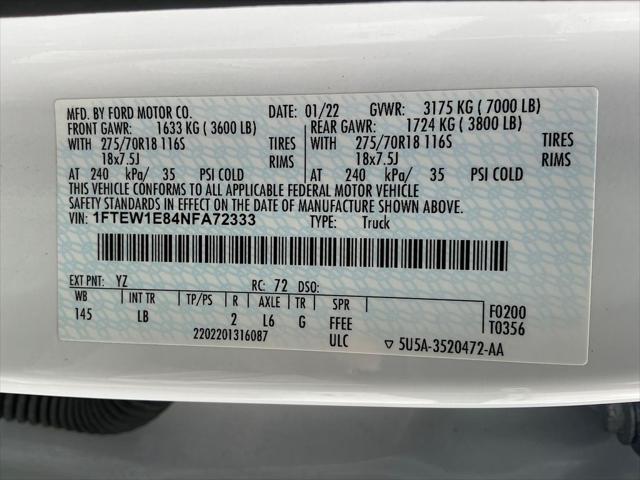 MFD. BY FORD MOTOR CO. DATE: 01/22 GVWR: 3175 KG ( 7000 LB)
FRONT GAWR: 1633 KG ( 3600 LB) REAR GAWR: 1724 KG ( 3800 LB)
WITH 275/70R18 116S TIRES WITH 275/70R18 116S TIRES
18x7.5J RIMS 18x7.5J RIMS
AT 240 kPa/ 35 PSI COLD AT 240 kPa/ 35 PSI COLD
THIS VEHICLE CONFORMS TO ALL APPLICABLE FEDERAL MOTOR VEHICLE
SAFETY STANDARDS IN EFFECT ON THE DATE OF MANUFACTURE SHOWN ABOVE.
VIN: 1FTEW1E84NFA72333 TYPE: Truck
EXT PNT: YZ RC: 72 DSO:
WB INT TR TP/PS R AXLE TR SPR
145 LB 2 L6 G FFEE
F0200
T0356
2202201316087 ULC ▽ 5U5A-3520472-AA